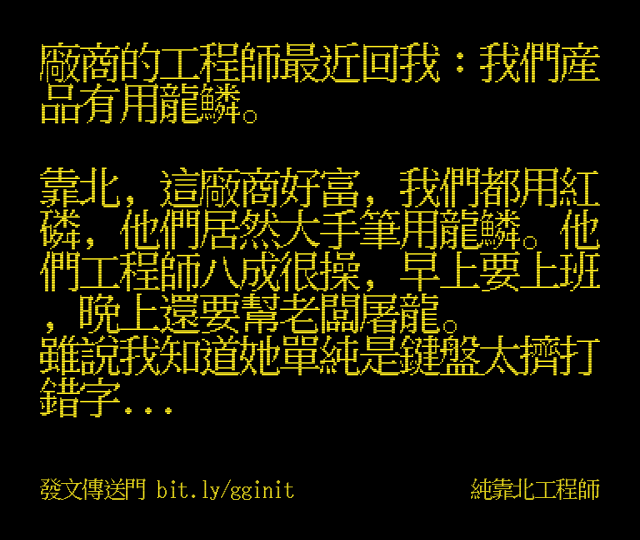 廠商的工程師最近回我：我們產
品有用龍鱗。
靠北，這廠商好富，我們都用紅
磷，他們居然大手筆用龍鱗。他
們工程師八成很操，早上要上班
，晚上還要幫老闆屠龍。
雖說我知道她單純是鍵盤太擠打
錯字...
發文傳送門 bit.ly/gginit
純靠北工程師